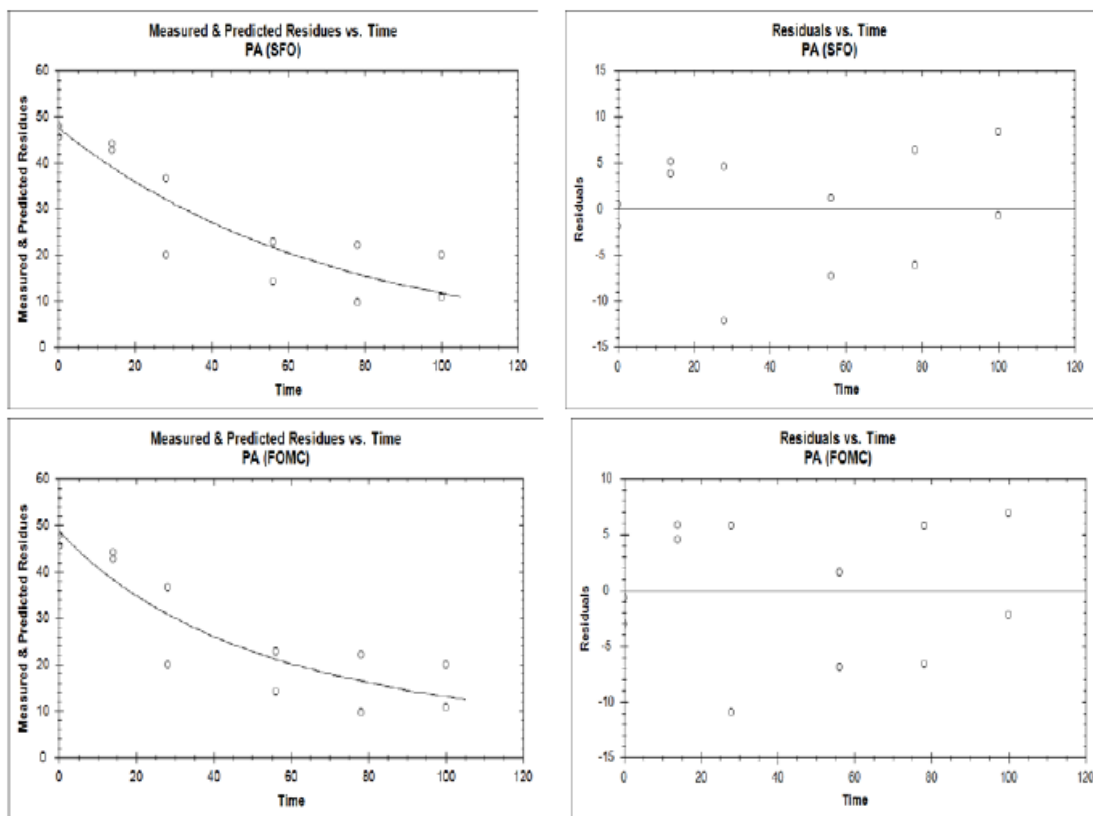 Measured & Predicted Residues vs. Time
PA (SFO)
Measured & Predicted Residues
60
50
40
30
20
10
0
0 20 40 60 80 100 120
Time
Residuals vs. Time
PA (SFO)
Residuals
15
10
5
0
-5
-10
-15
0 20 40 60 80 100 120
Time
Measured & Predicted Residues vs. Time
PA (FOMC)
Measured & Predicted Residues
60
50
40
30
20
10
0
0 20 40 60 80 100 120
Time
Residuals vs. Time
PA (FOMC)
Residuals
10
5
0
-5
-10
-15
0 20 40 60 80 100 120
Time